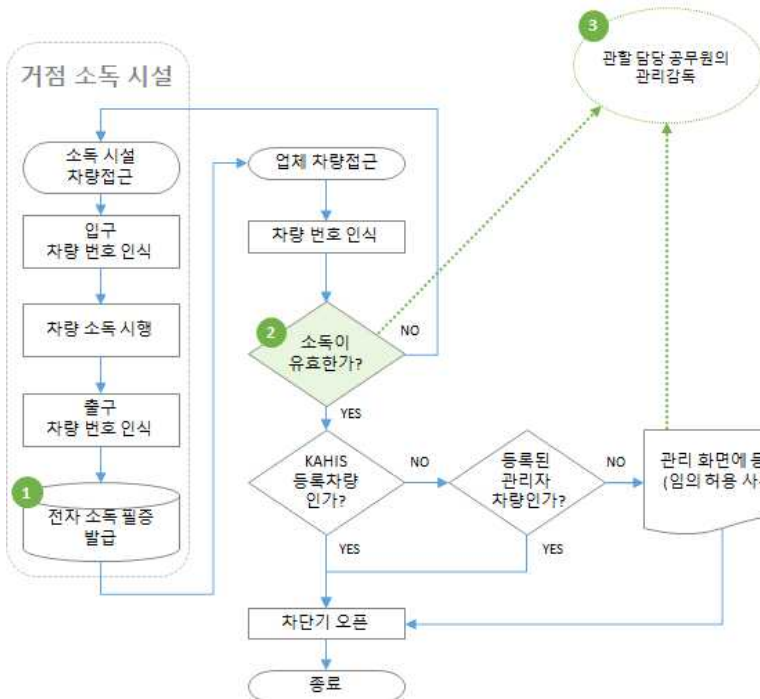 3
관할 담당 공무원의
관리감독
거점 소독 시설
소독 시설
차량접근
입구
차량 번호 인식
차량 소독 시행
출구
차량 번호 인식
1
전자 소독 필증
발급
업체 차량접근
차량 번호 인식
2
소독이
유효한가?
NO
YES
KAHIS
등록차량
인가?
NO
YES
등록된
관리자
차량인가?
NO
YES
관리 화면에
(임의 허용
차단기 오픈
종료